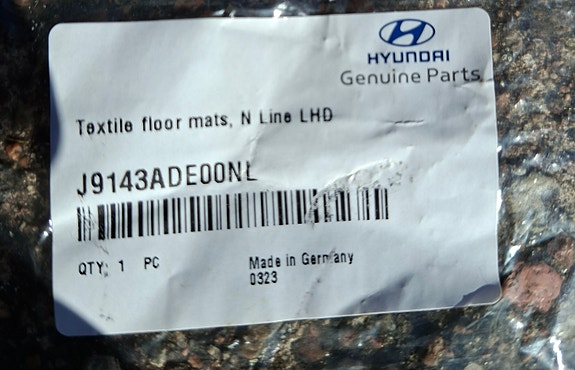 HYUNDAI
Genuine Parts
Textile floor mats, N Line LHD
J9143ADE00NL
QTY: 1 PC
Made in Germany
0323